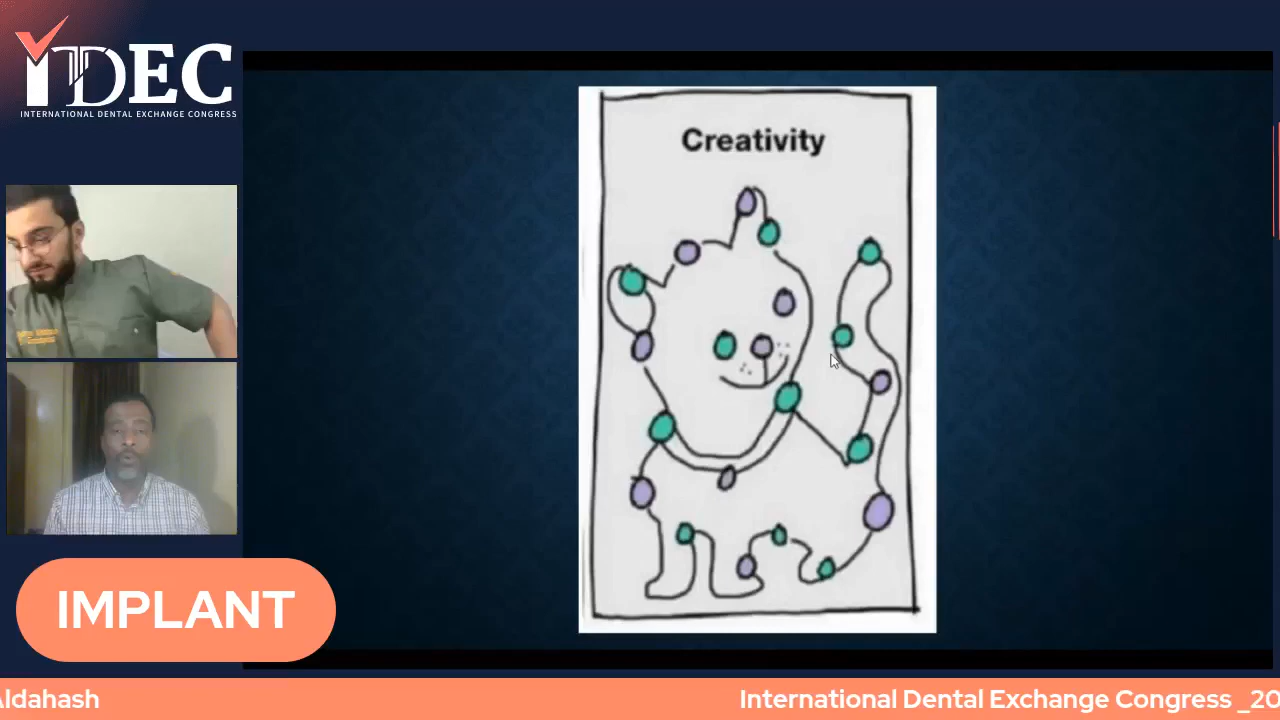 IDEC
INTERNATIONAL DENTAL EXCHANGE CONGRESS
Creativity
IMPLANT
Aldahash
International Dental Exchange Congress _20